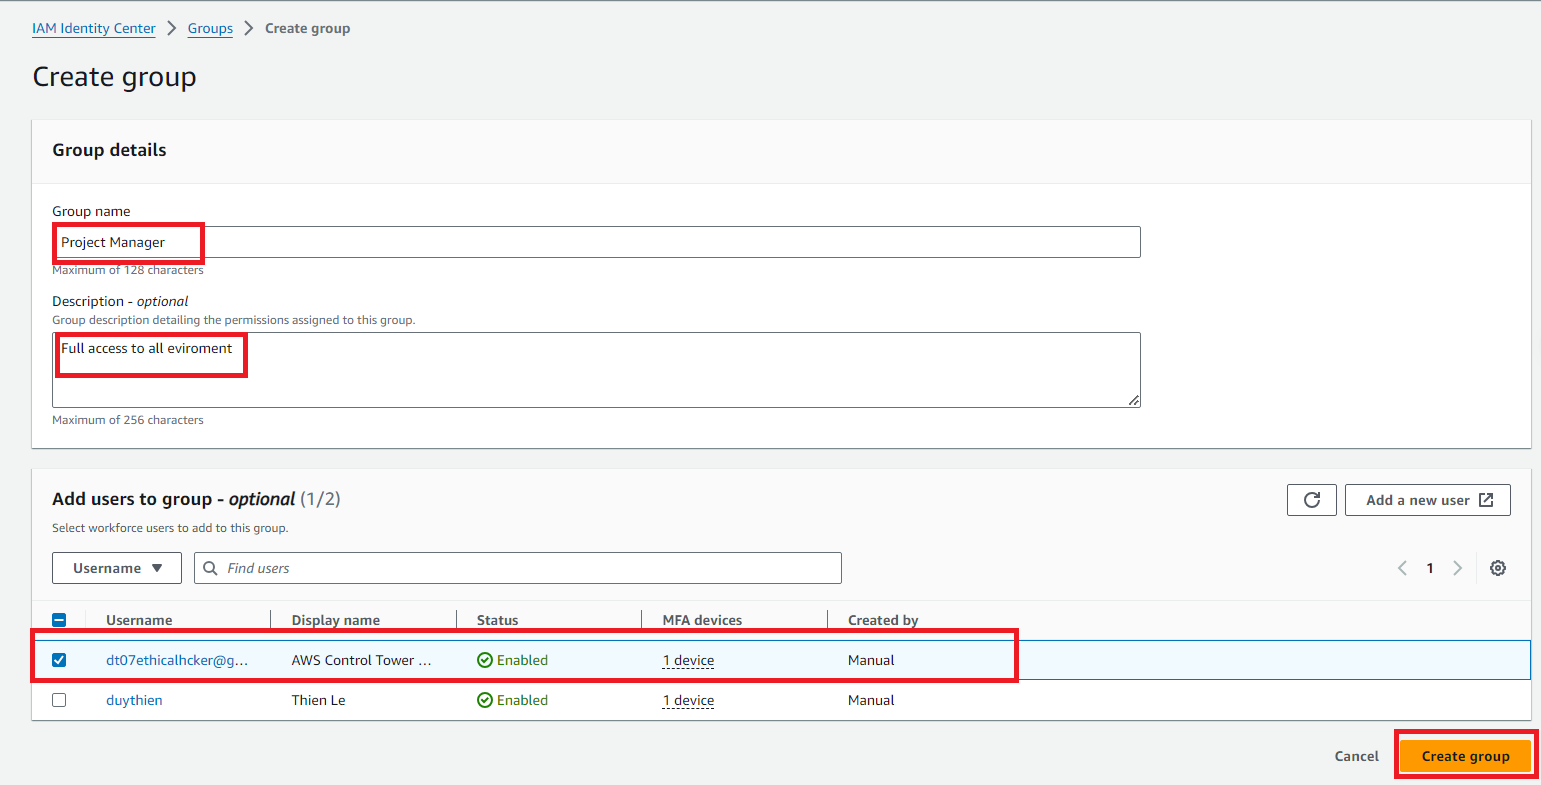 IAM Identity Center > Groups > Create group
Create group
Group details
Group name
Project Manager
Maximum of 128 characters
Description - optional
Group description detailing the permissions assigned to this group.
Full access to all eviroment
Maximum of 256 characters
Add users to group - optional (1/2)
Add a new user
Select workforce users to add to this group.
Username
Find users
1
Username Display name Status MFA devices Created by
dt07ethicalhcker@g... AWS Control Tower ... Enabled 1 device Manual
duythien Thien Le Enabled 1 device Manual
Cancel Create group